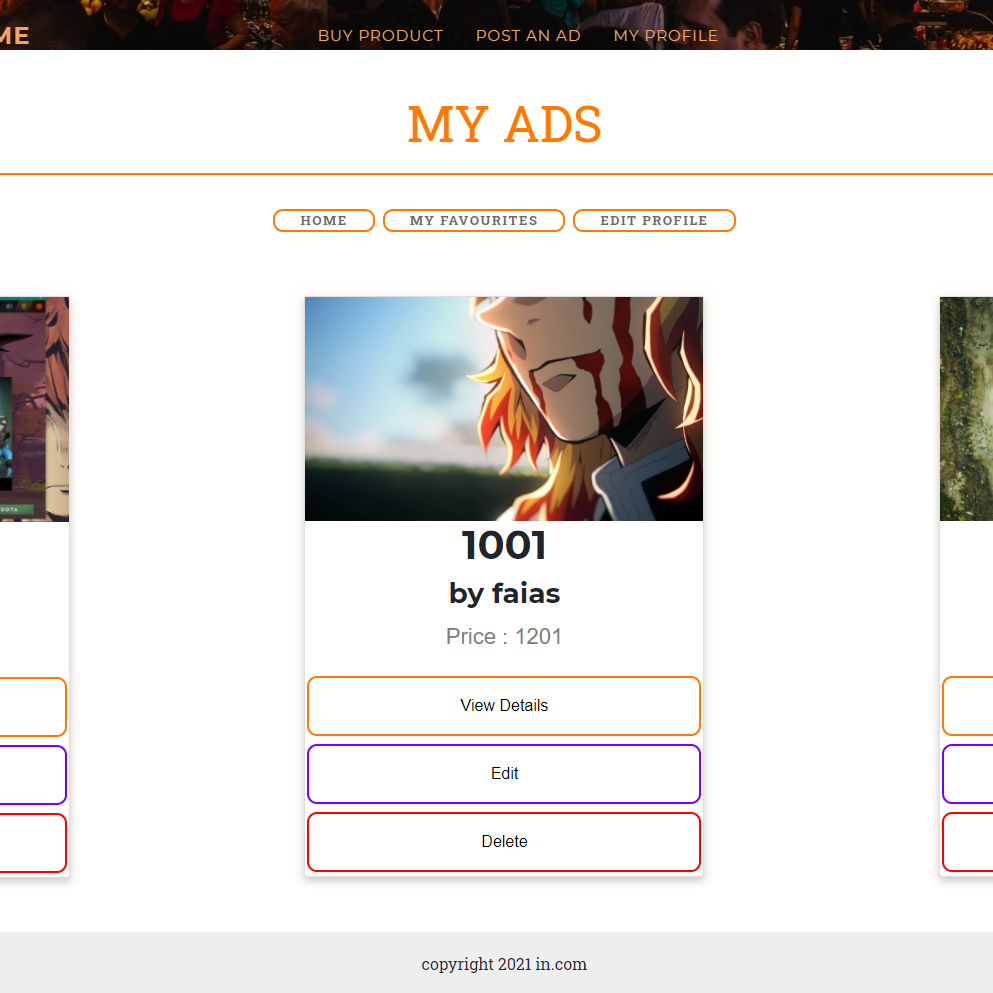 ME
BUY PRODUCT POST AN AD MY PROFILE
MY ADS
HOME MY FAVOURITES EDIT PROFILE
DOTA
1001
by faias
Price : 1201
View Details
Edit
Delete
copyright 2021 in.com